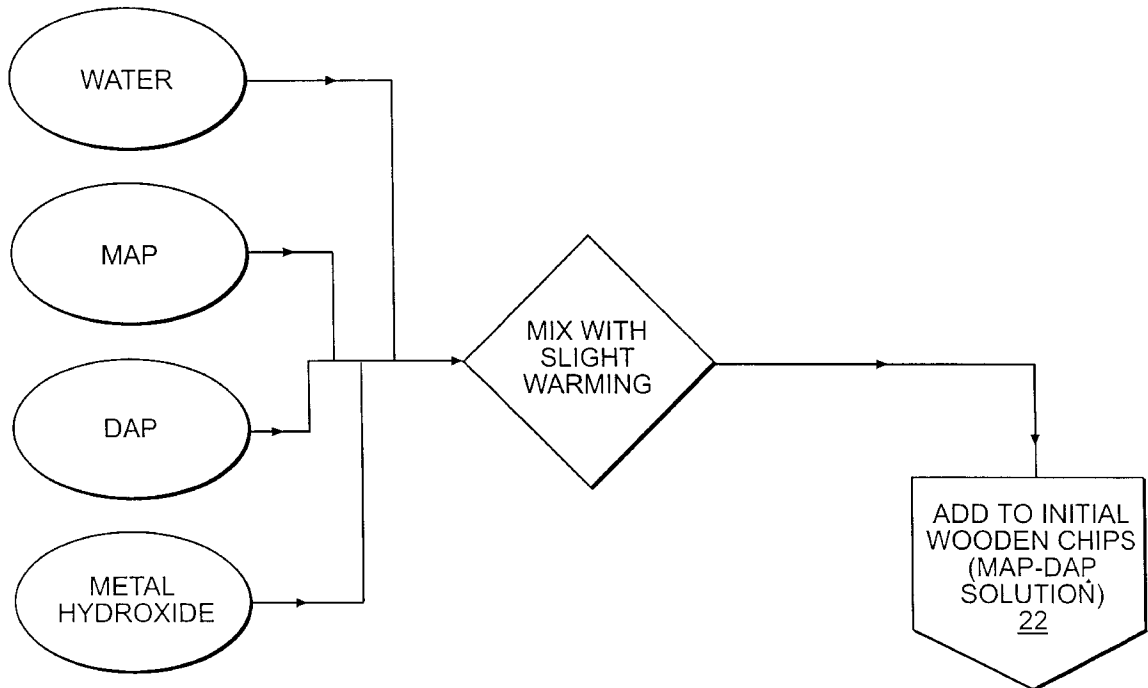 WATER
MAP
DAP
METAL
HYDROXIDE
MIX WITH
SLIGHT
WARMING
ADD TO INITIAL
WOODEN CHIPS
(MAP-DAP
SOLUTION)
22